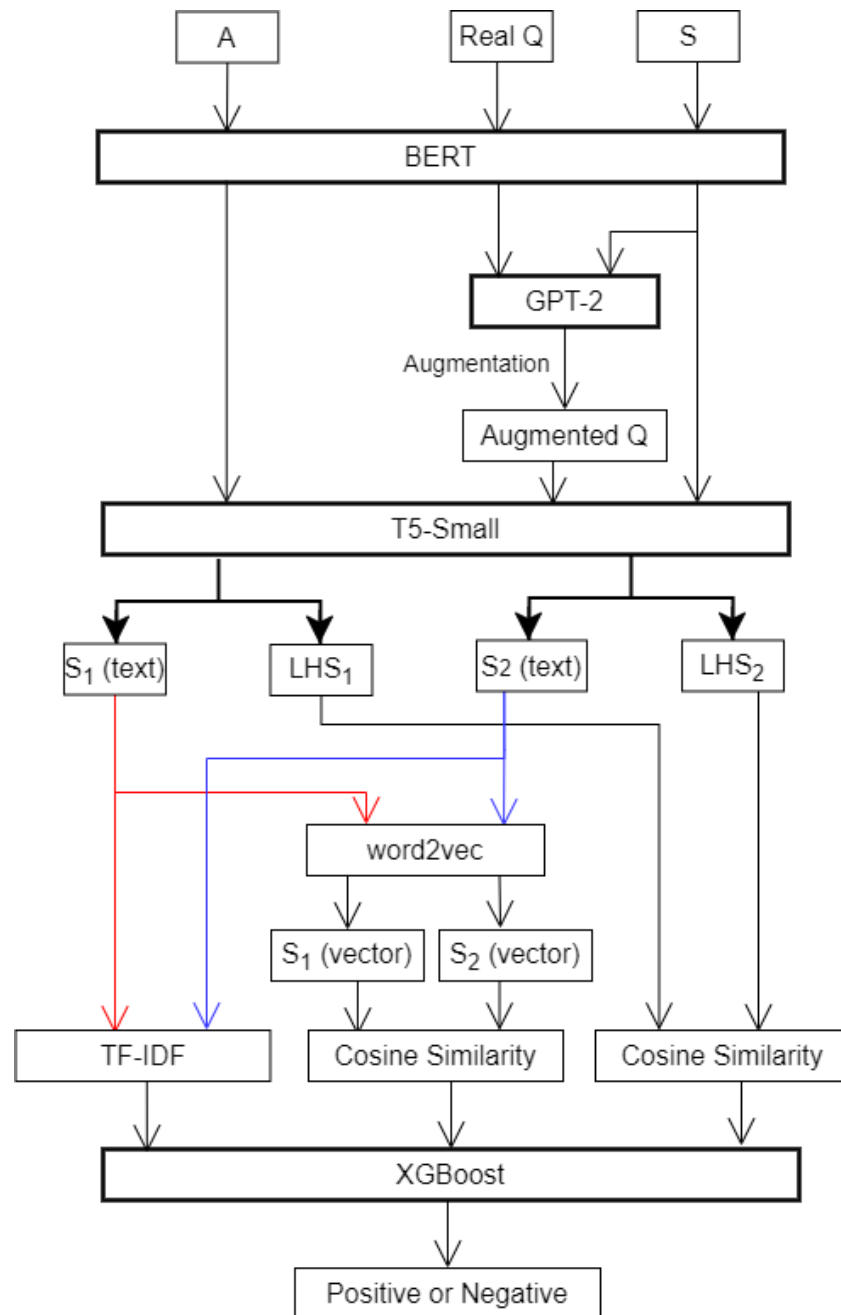 A
Real Q
S
BERT
GPT-2
Augmentation
Augmented Q
T5-Small
S₁ (text)
LHS₁
S2 (text)
LHS₂
word2vec
S₁ (vector)
S₂ (vector)
TF-IDF
Cosine Similarity
Cosine Similarity
XGBoost
Positive or Negative